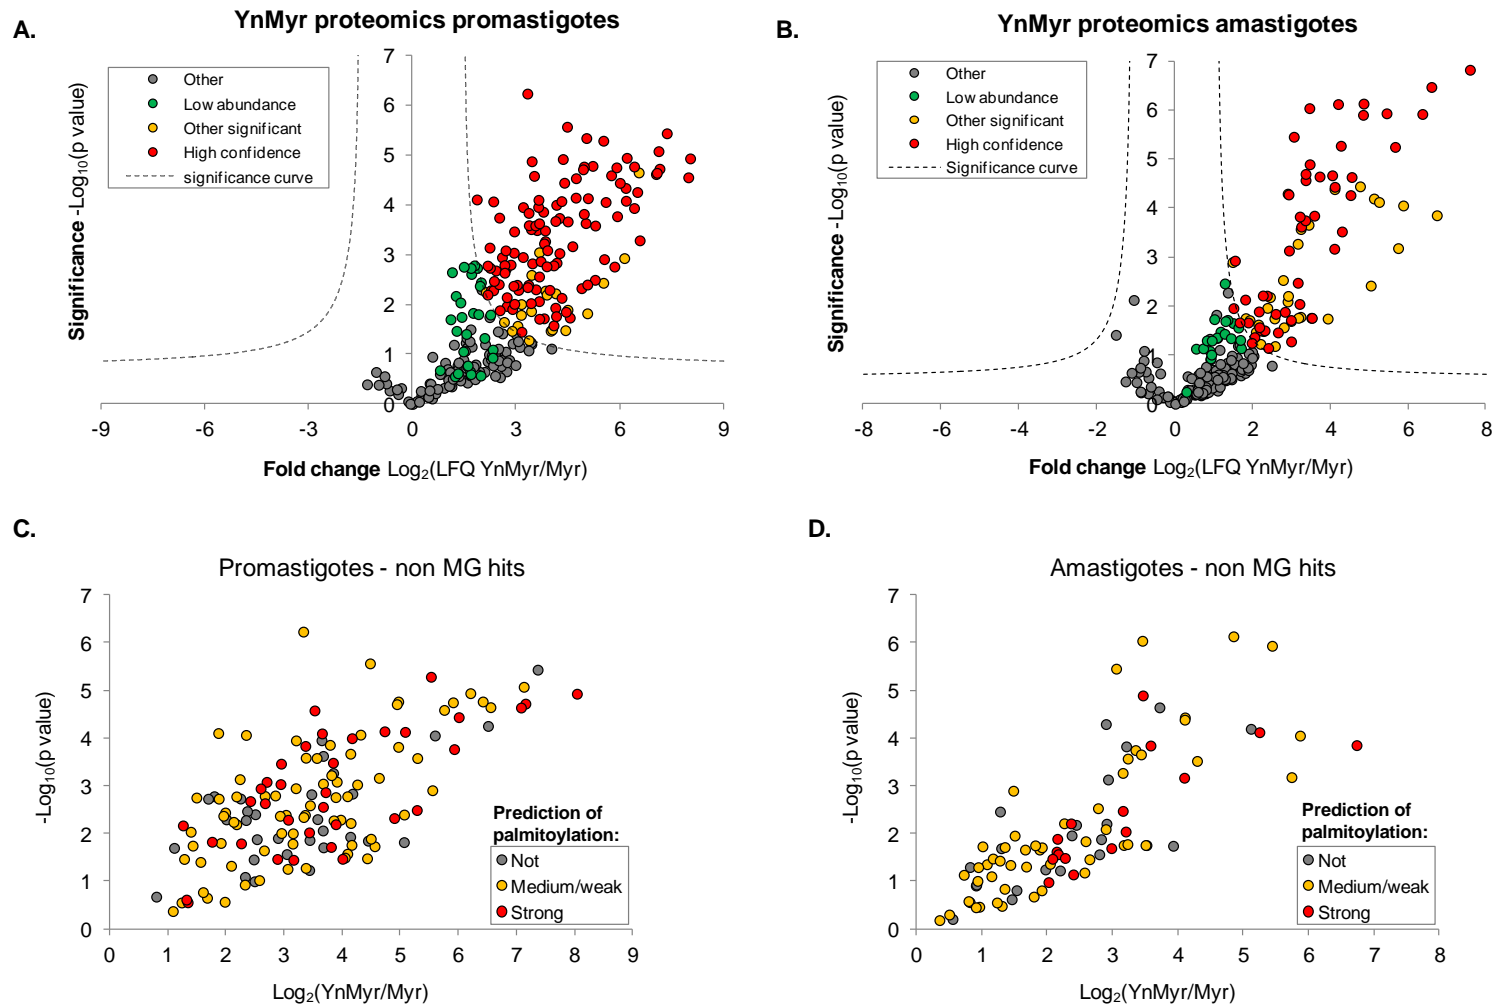 A.
YnMyr proteomics promastigotes
Significance -Log10(p value)
7
6
5
4
3
2
1
0
Other
Low abundance
Other significant
High confidence
significance curve
-9 -6 -3 0 3 6 9
Fold change Log2(LFQ YnMyr/Myr)
B.
YnMyr proteomics amastigotes
Significance -Log10(p value)
7
6
5
4
3
2
1
0
Other
Low abundance
Other significant
High confidence
Significance curve
-8 -6 -4 -2 0 2 4 6 8
Fold change Log2(LFQ YnMyr/Myr)
C.
Promastigotes - non MG hits
-Log10(p value)
7
6
5
4
3
2
1
0
Prediction of
palmitoylation:
Not
Medium/weak
Strong
0 1 2 3 4 5 6 7 8 9
Log2(YnMyr/Myr)
D.
Amastigotes - non MG hits
-Log10(p value)
7
6
5
4
3
2
1
0
Prediction of
palmitoylation:
Not
Medium/weak
Strong
0 1 2 3 4 5 6 7 8
Log2(YnMyr/Myr)